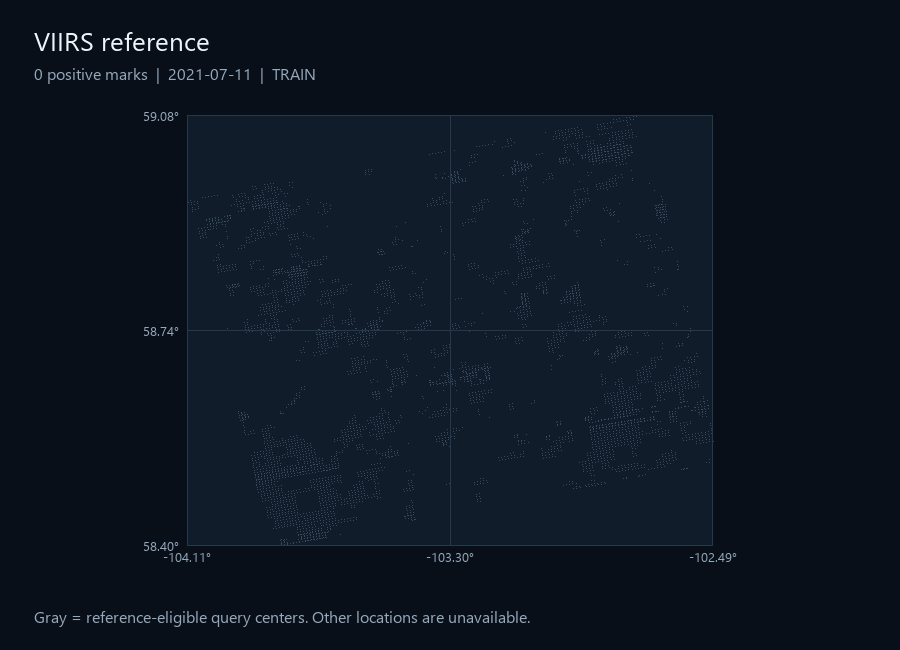 VIIRS reference
0 positive marks | 2021-07-11 | TRAIN
59.08°
58.74°
58.40°
-104.11°
-103.30°
-102.49°
Gray = reference-eligible query centers. Other locations are unavailable.